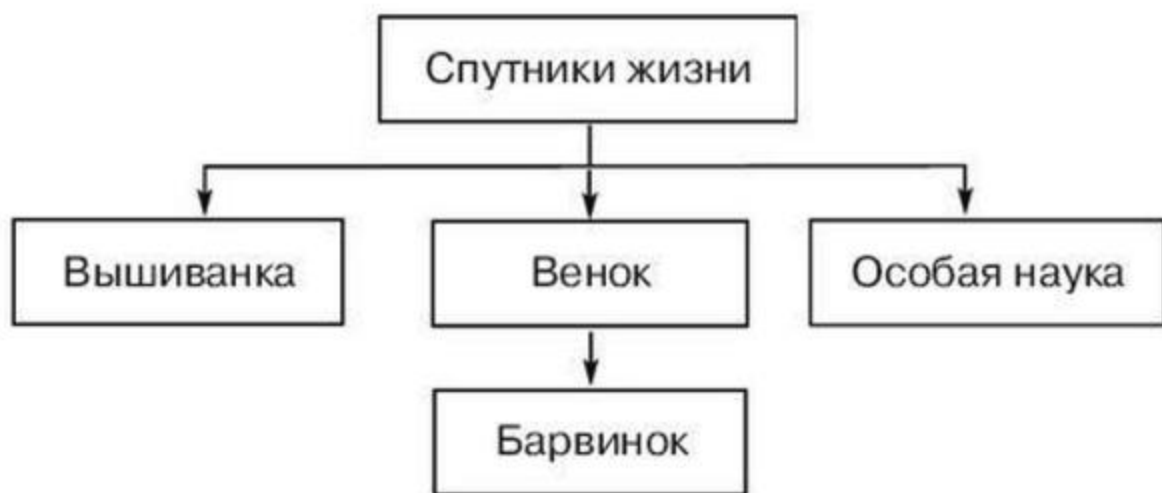 Спутники жизни
Вышиванка
Венок
Особая наука
Барвинок